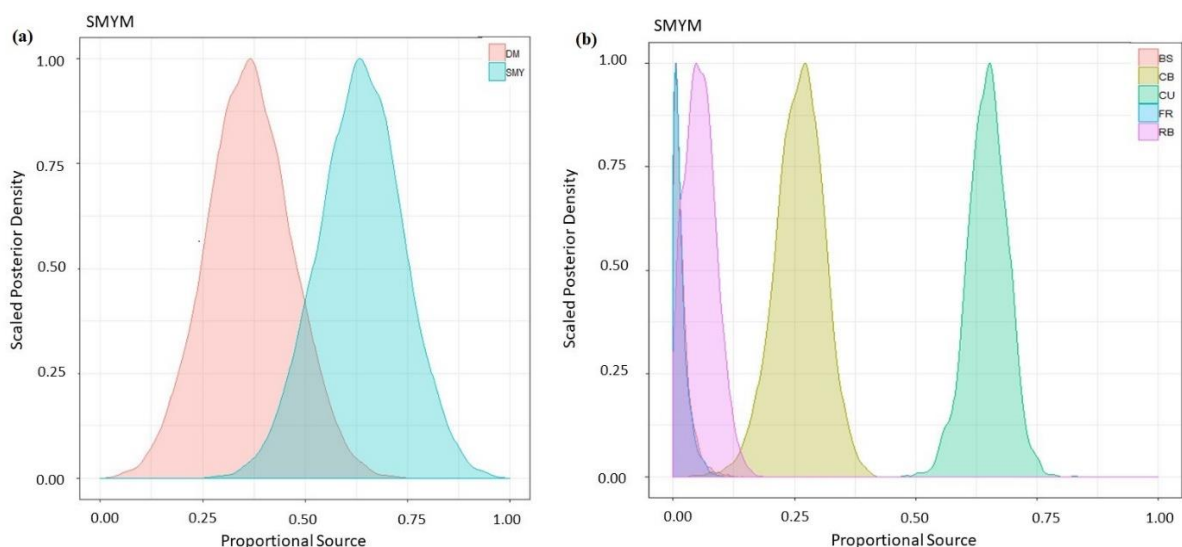 SMYM
(a)
DM
SMY
1.00
0.75
0.50
0.25
0.00
Scaled Posterior Density
0.00 0.25 0.50 0.75 1.00
Proportional Source
SMYM
(b)
BS
CB
CU
FR
RB
1.00
0.75
0.50
0.25
0.00
Scaled Posterior Density
0.00 0.25 0.50 0.75 1.00
Proportional Source